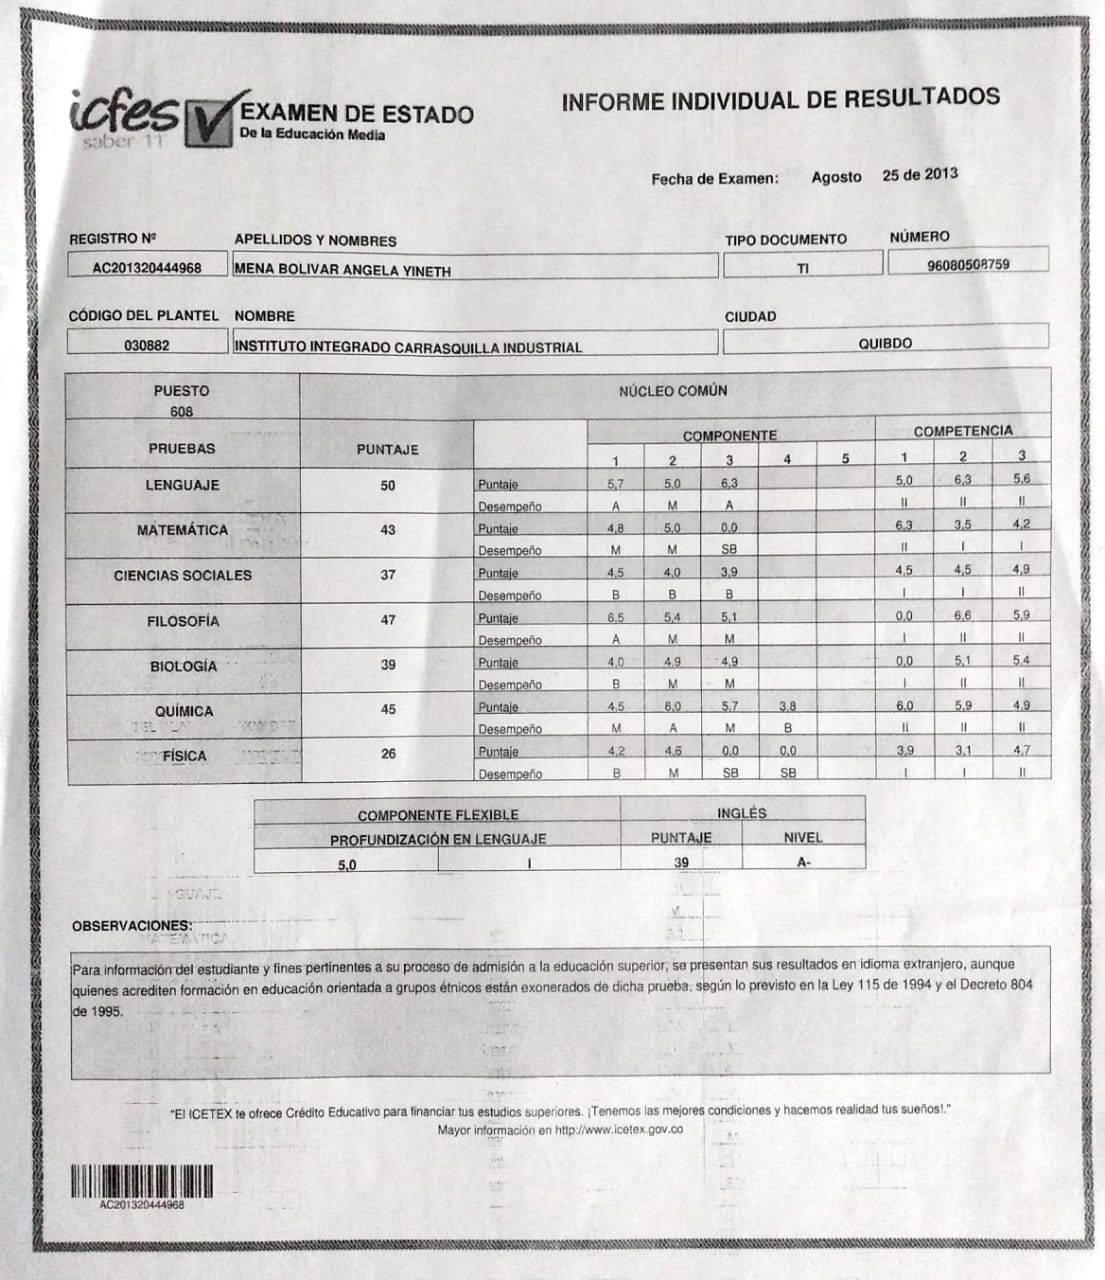 icfes
saber 11
EXAMEN DE ESTADO
De la Educación Media
INFORME INDIVIDUAL DE RESULTADOS
Fecha de Examen: Agosto 25 de 2013
REGISTRO Nº APELLIDOS Y NOMBRES TIPO DOCUMENTO NÚMERO
AC201320444968 MENA BOLIVAR ANGELA YINETH TI 96080508759
CÓDIGO DEL PLANTEL NOMBRE CIUDAD
030882 INSTITUTO INTEGRADO CARRASQUILLA INDUSTRIAL QUIBDO
PUESTO NÚCLEO COMÚN
608
PRUEBAS PUNTAJE COMPONENTE COMPETENCIA
1 2 3 4 5 1 2 3
LENGUAJE 50 Puntaje 5,7 5,0 6,3 5,0 6,3 5,6
Desempeño A M A II II II
MATEMÁTICA 43 Puntaje 4,8 5,0 0,0 6,3 3,5 4,2
Desempeño M M SB II I I
CIENCIAS SOCIALES 37 Puntaje 4,5 4,0 3,9 4,5 4,5 4,9
Desempeño B B B I I II
FILOSOFÍA 47 Puntaje 6,5 5,4 5,1 0,0 6,6 5,9
Desempeño A M M I II II
BIOLOGÍA 39 Puntaje 4,0 4,9 4,9 0,0 5,1 5,4
Desempeño B M M I II II
QUÍMICA 45 Puntaje 4,5 6,0 5,7 3,8 6,0 5,9 4,9
Desempeño M A M B II II II
FÍSICA 26 Puntaje 4,2 4,6 0,0 0,0 3,9 3,1 4,7
Desempeño B M SB SB I I II
COMPONENTE FLEXIBLE INGLÉS
PROFUNDIZACIÓN EN LENGUAJE PUNTAJE NIVEL
5,0 I 39 A-
OBSERVACIONES:
Para información del estudiante y fines pertinentes a su proceso de admisión a la educación superior, se presentan sus resultados en idioma extranjero, aunque
quienes acrediten formación en educación orientada a grupos étnicos están exonerados de dicha prueba, según lo previsto en la Ley 115 de 1994 y el Decreto 804
de 1995.
"El ICETEX te ofrece Crédito Educativo para financiar tus estudios superiores. ¡Tenemos las mejores condiciones y hacemos realidad tus sueños!."
Mayor información en http://www.icetex.gov.co
AC201320444968